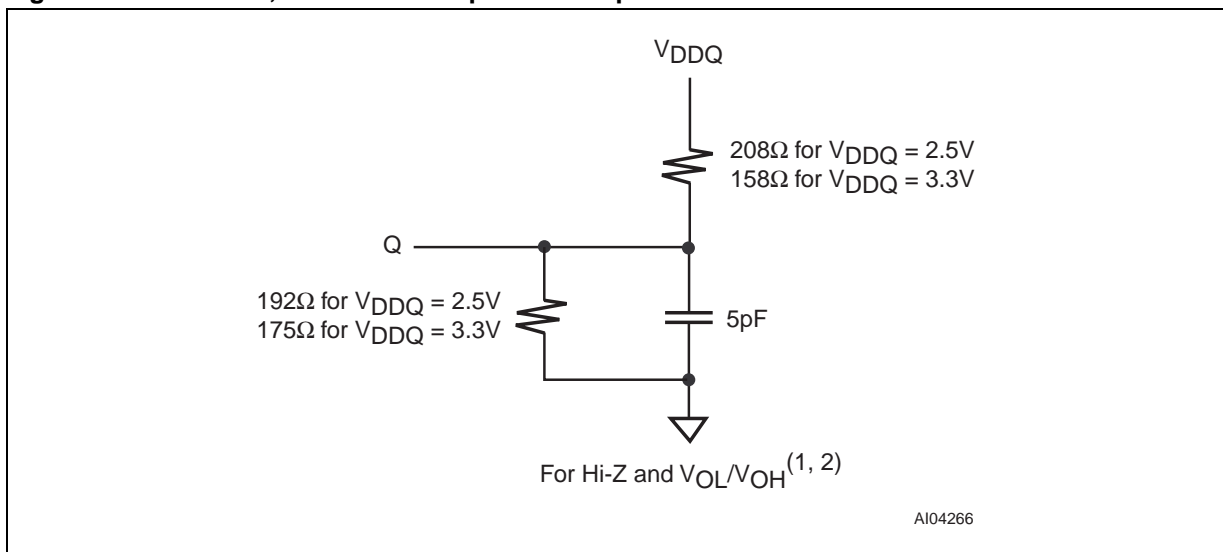 VDDQ
208Ω for VDDQ = 2.5V
158Ω for VDDQ = 3.3V
Q
192Ω for VDDQ = 2.5V
175Ω for VDDQ = 3.3V
5pF
For Hi-Z and VOL/VOH(1, 2)
AI04266